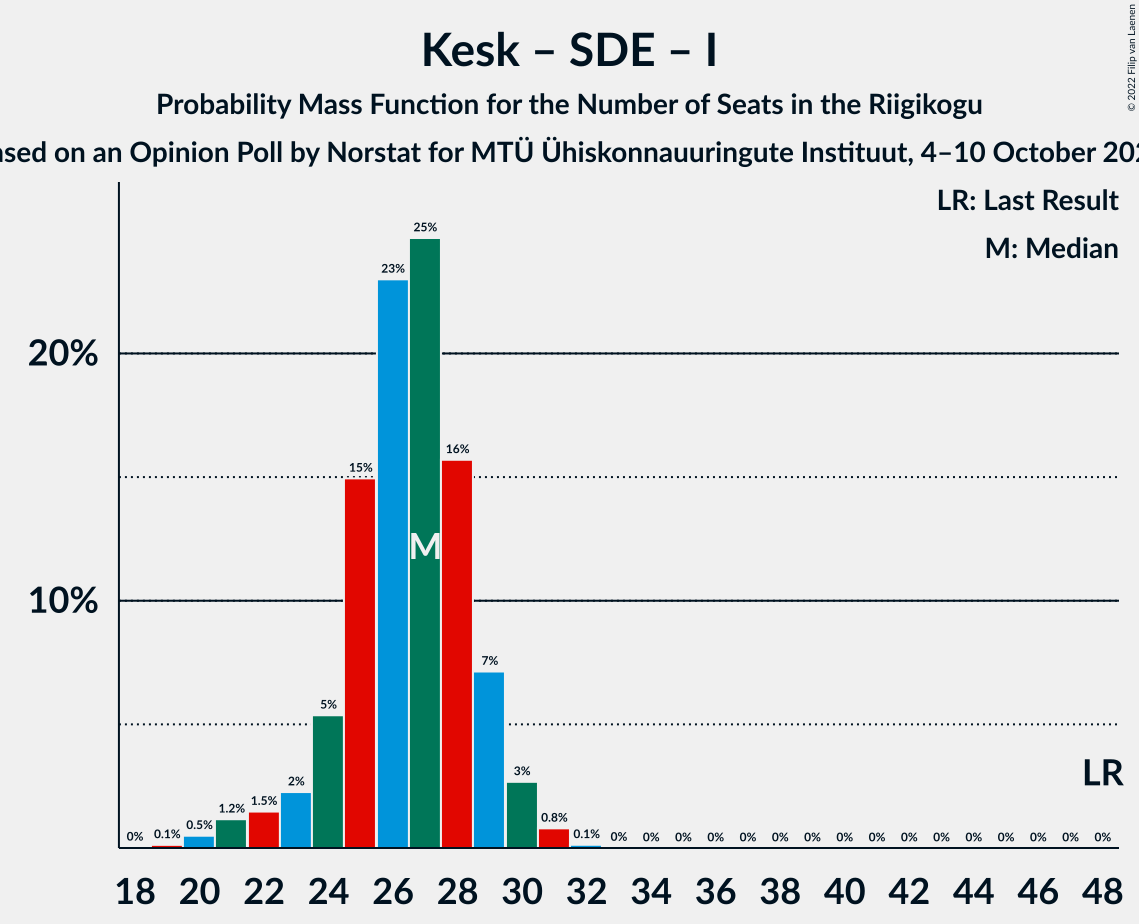 Kesk – SDE – I
Probability Mass Function for the Number of Seats in the Riigikogu
on an Opinion Poll by Norstat for MTÜ Ühiskonnauuringute Instituut, 4–10 October
© 2022 Filip van Laenen
LR: Last Result
M: Median
25%
23%
20%
16%
15%
M
10%
7%
5%
LR
3%
2%
0% 0.1% 0.5% 1.2% 1.5% 0.8% 0.1% 0% 0% 0% 0% 0% 0% 0% 0% 0% 0% 0% 0% 0% 0% 0% 0%
18 20 22 24 26 28 30 32 34 36 38 40 42 44 46 48